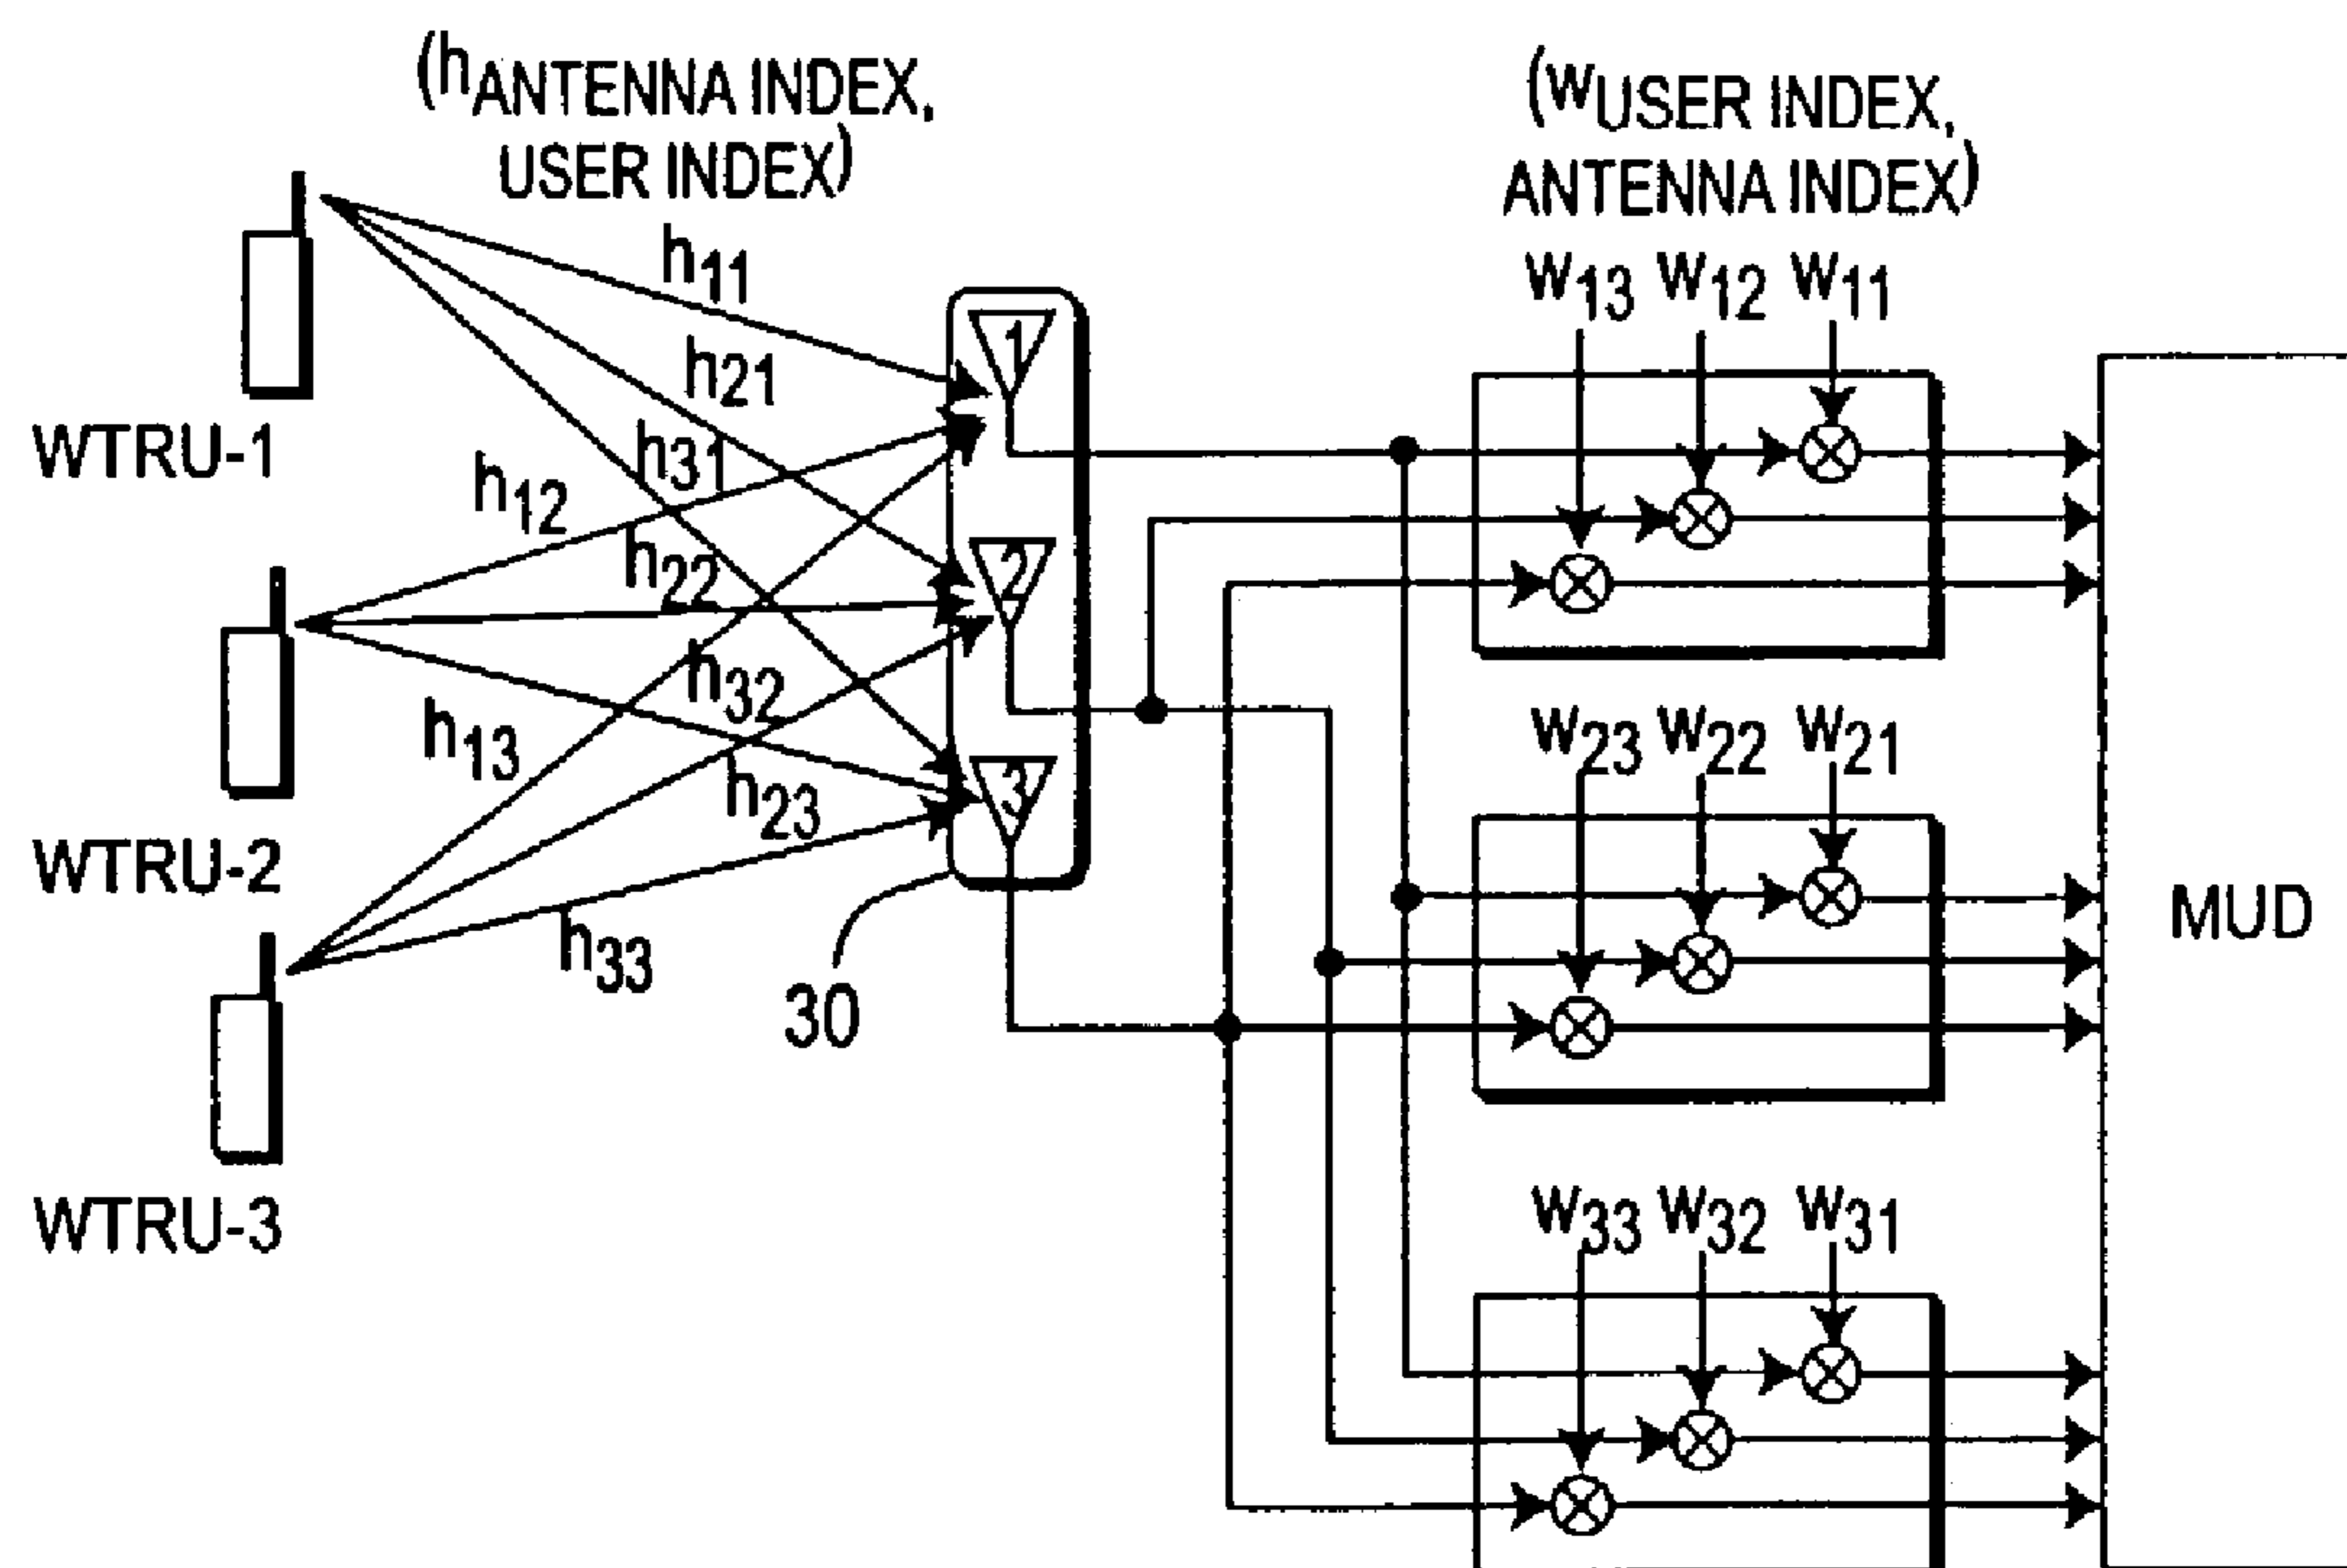 (hANTENNA INDEX,
USER INDEX)
(wUSER INDEX,
ANTENNA INDEX)
h11
h21
h31
h12
h22
h32
h13
h23
h33
WTRU-1
WTRU-2
WTRU-3
1
2
3
30
w13 w12 w11
w23 w22 w21
w33 w32 w31
MUD